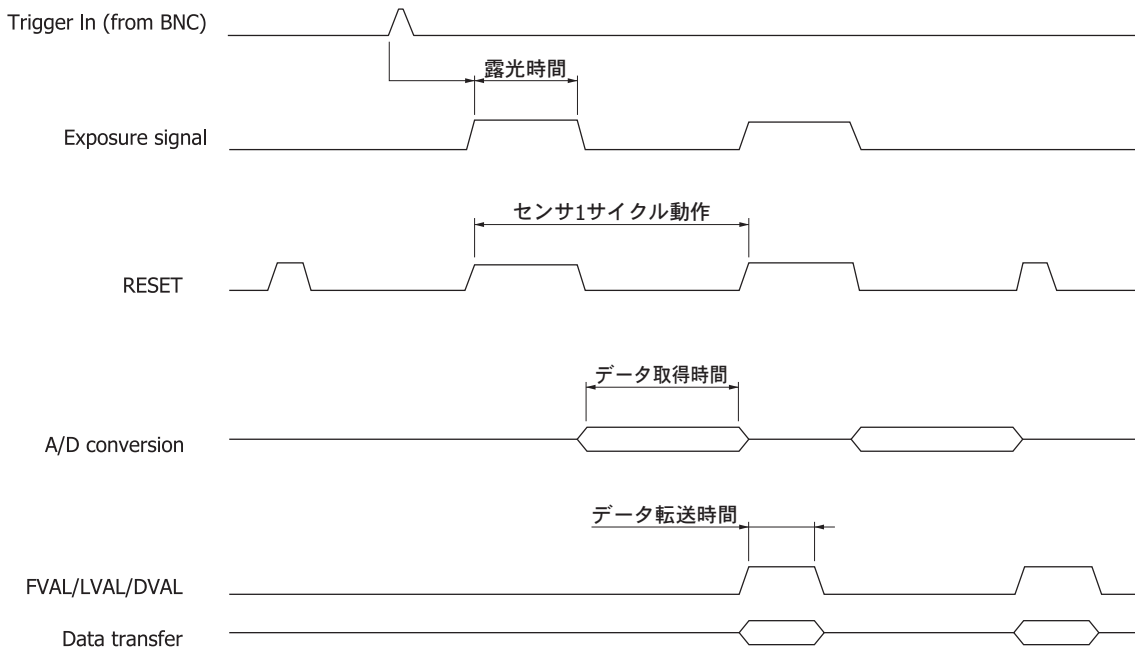 Trigger In (from BNC)
露光時間
Exposure signal
センサ1サイクル動作
RESET
データ取得時間
A/D conversion
データ転送時間
FVAL/LVAL/DVAL
Data transfer